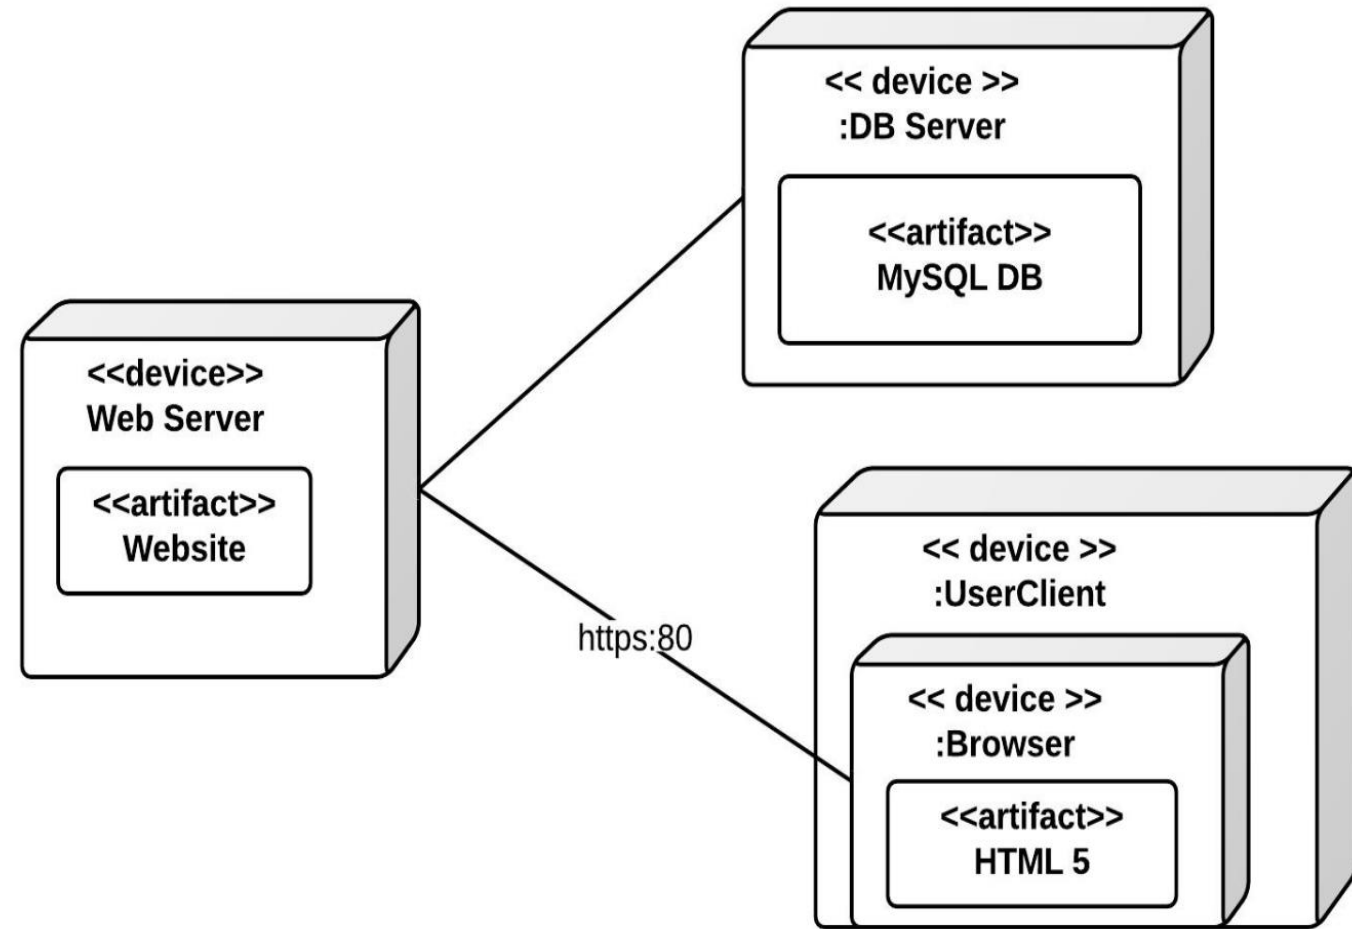 << device >>
:DB Server
<<artifact>>
MySQL DB
<<device>>
Web Server
<<artifact>>
Website
https:80
<< device >>
:UserClient
<< device >>
:Browser
<<artifact>>
HTML 5